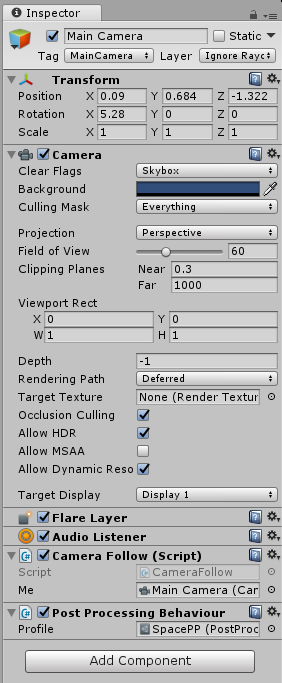 Inspector
Main Camera Static
Tag MainCamera Layer Ignore Rayc
Transform
Position X 0.09 Y 0.684 Z -1.322
Rotation X 5.28 Y 0 Z 0
Scale X 1 Y 1 Z 1
Camera
Clear Flags Skybox
Background
Culling Mask Everything
Projection Perspective
Field of View 60
Clipping Planes Near 0.3
Far 1000
Viewport Rect
X 0 Y 0
W 1 H 1
Depth -1
Rendering Path Deferred
Target Texture None (Render Textur
Occlusion Culling
Allow HDR
Allow MSAA
Allow Dynamic Reso
Target Display Display 1
Flare Layer
Audio Listener
Camera Follow (Script)
Script CameraFollow
Me Main Camera (Cam
Post Processing Behaviour
Profile SpacePP (PostProc
Add Component